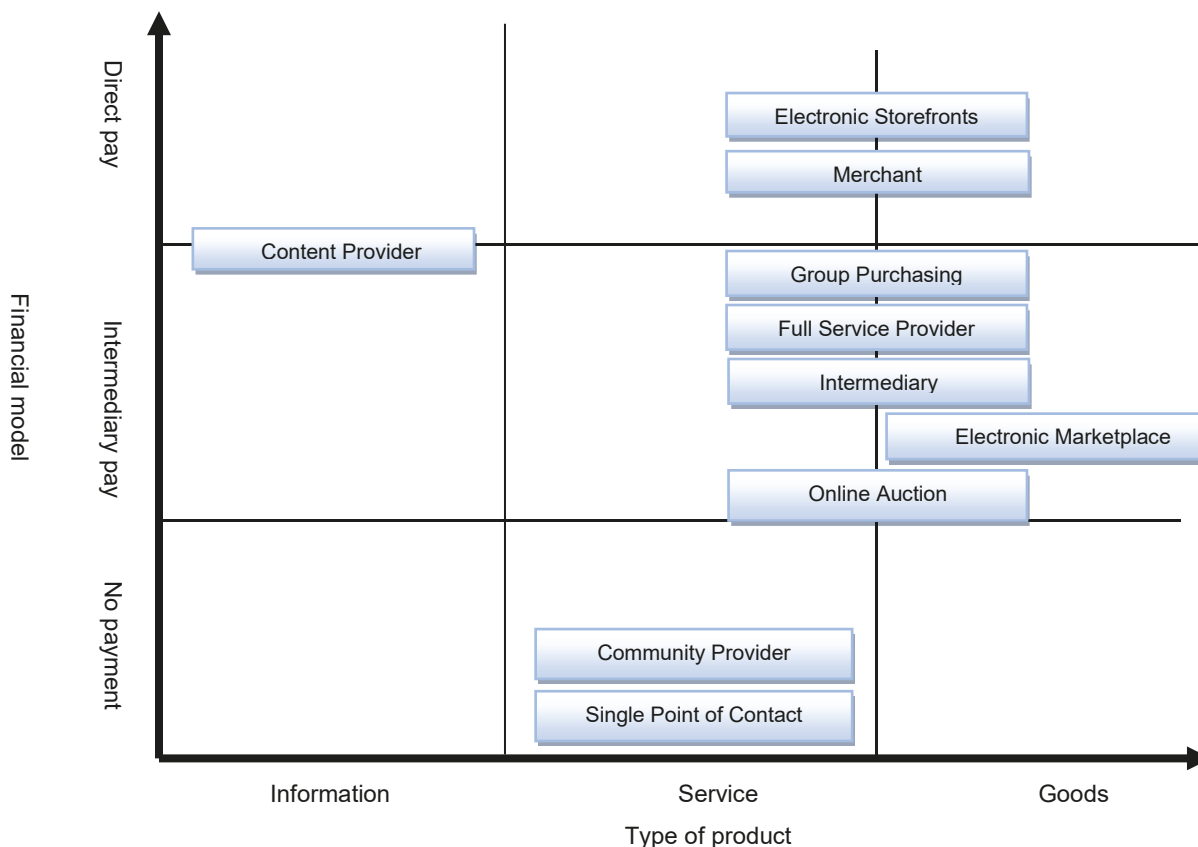 Direct pay
Electronic Storefronts
Merchant
Content Provider
Group Purchasing
Financial model
Intermediary pay
Full Service Provider
Intermediary
Electronic Marketplace
Online Auction
No payment
Community Provider
Single Point of Contact
Information
Service
Goods
Type of product